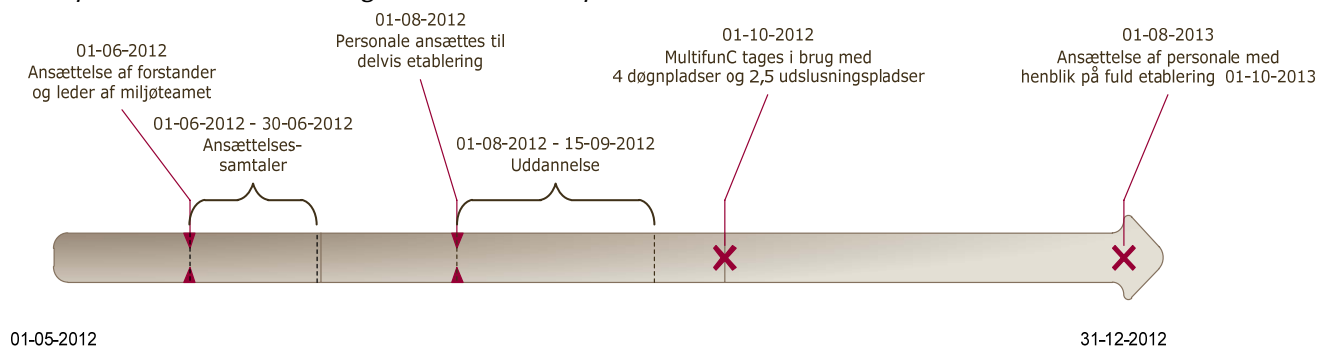 01-08-2012
Personale ansættes til
delvis etablering
01-06-2012
Ansættelse af forstander
og leder af miljøteamet
01-10-2012
MultifunC tages i brug med
4 døgnpladser og 2,5 udslusningspladser
01-08-2013
Ansættelse af personale med
henblik på fuld etablering 01-10-2013
01-06-2012 - 30-06-2012
Ansættelses-
samtaler
01-08-2012 - 15-09-2012
Uddannelse
01-05-2012
31-12-2012